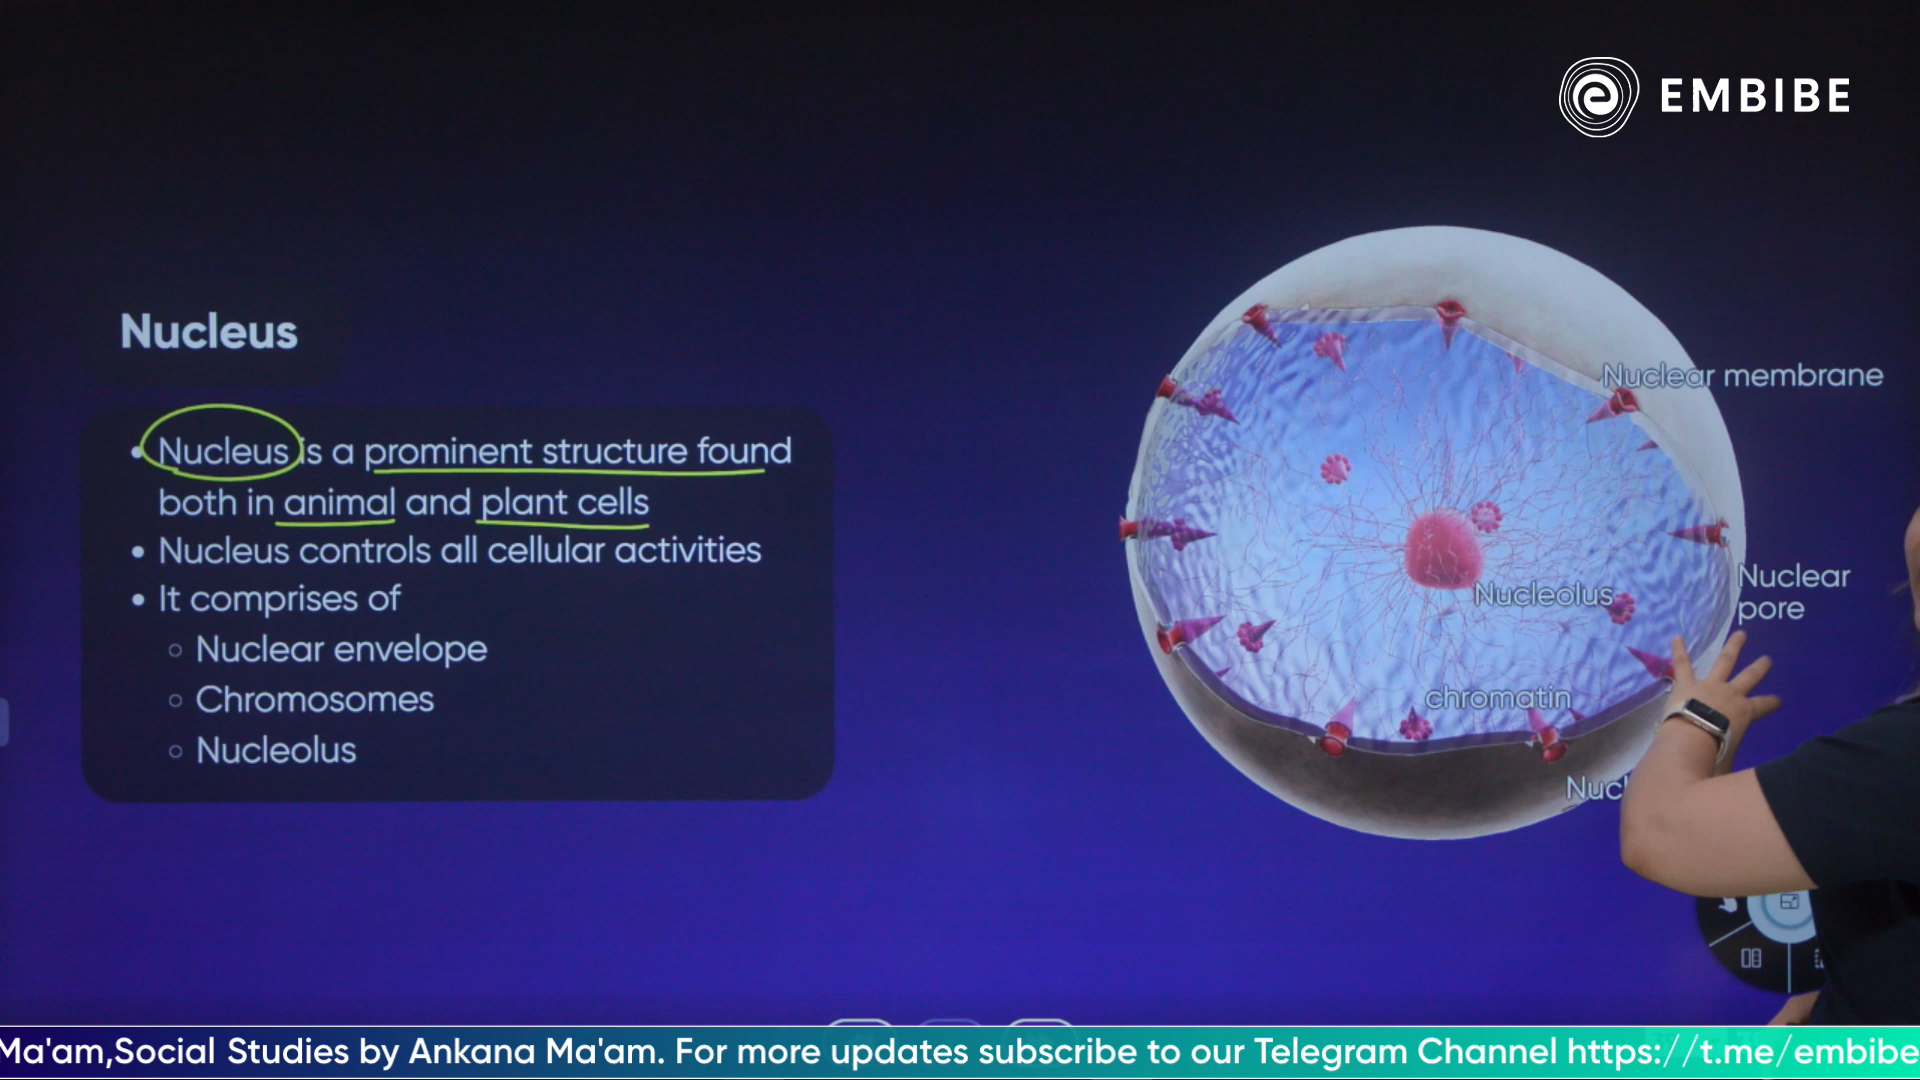 EMBIBE
Nucleus
• Nucleus is a prominent structure found
both in animal and plant cells
• Nucleus controls all cellular activities
• It comprises of
○ Nuclear envelope
○ Chromosomes
○ Nucleolus
Nuclear membrane
Nuclear
pore
Nucleolus
chromatin
Ma'am,Social Studies by Ankana Ma'am. For more updates subscribe to our Telegram Channel https://t.me/embibe